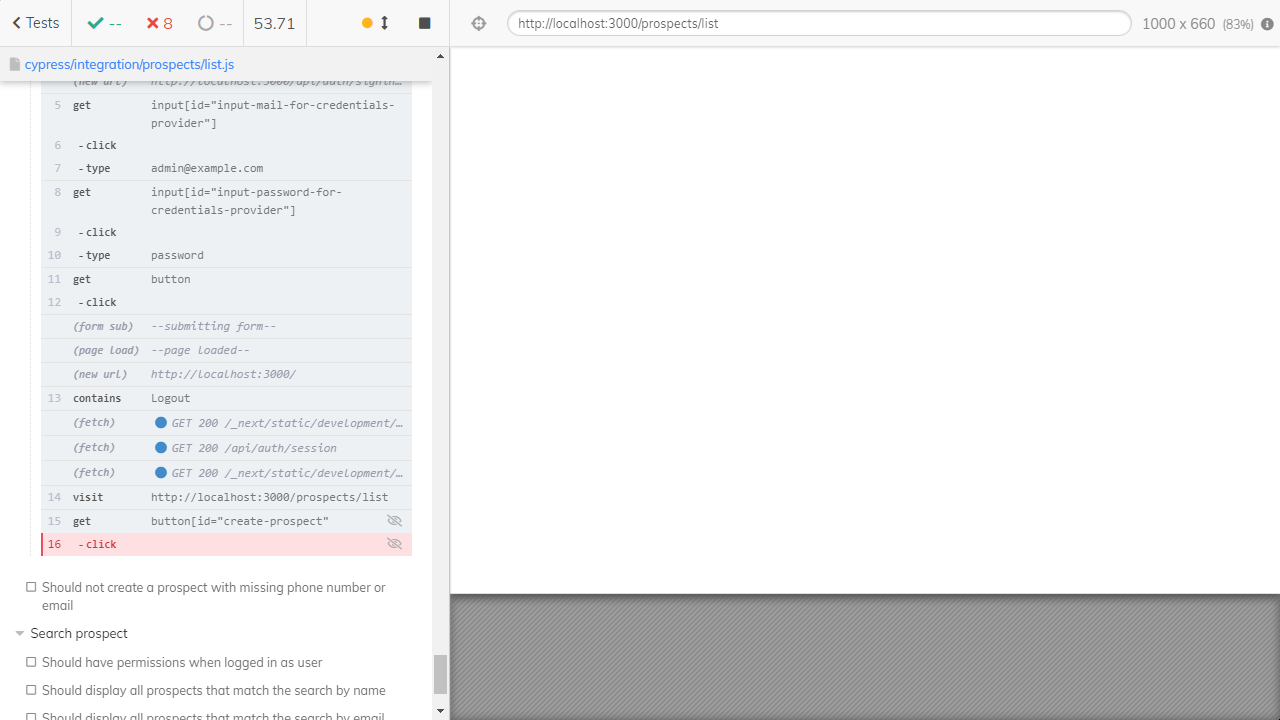 Tests
--
8
--
53.71
http://localhost:3000/prospects/list
1000 x 660 (83%)
cypress/integration/prospects/list.js
(new url) http://localhost:3000/api/auth/signin…
5 get input[id="input-mail-for-credentials-
provider"]
6 -click
7 -type admin@example.com
8 get input[id="input-password-for-
credentials-provider"]
9 -click
10 -type password
11 get button
12 -click
(form sub) --submitting form--
(page load) --page loaded--
(new url) http://localhost:3000/
13 contains Logout
(fetch) GET 200 /_next/static/development/…
(fetch) GET 200 /api/auth/session
(fetch) GET 200 /_next/static/development/…
14 visit http://localhost:3000/prospects/list
15 get button[id="create-prospect"
16 -click
Should not create a prospect with missing phone number or
email
Search prospect
Should have permissions when logged in as user
Should display all prospects that match the search by name
Should display all prospects that match the search by email